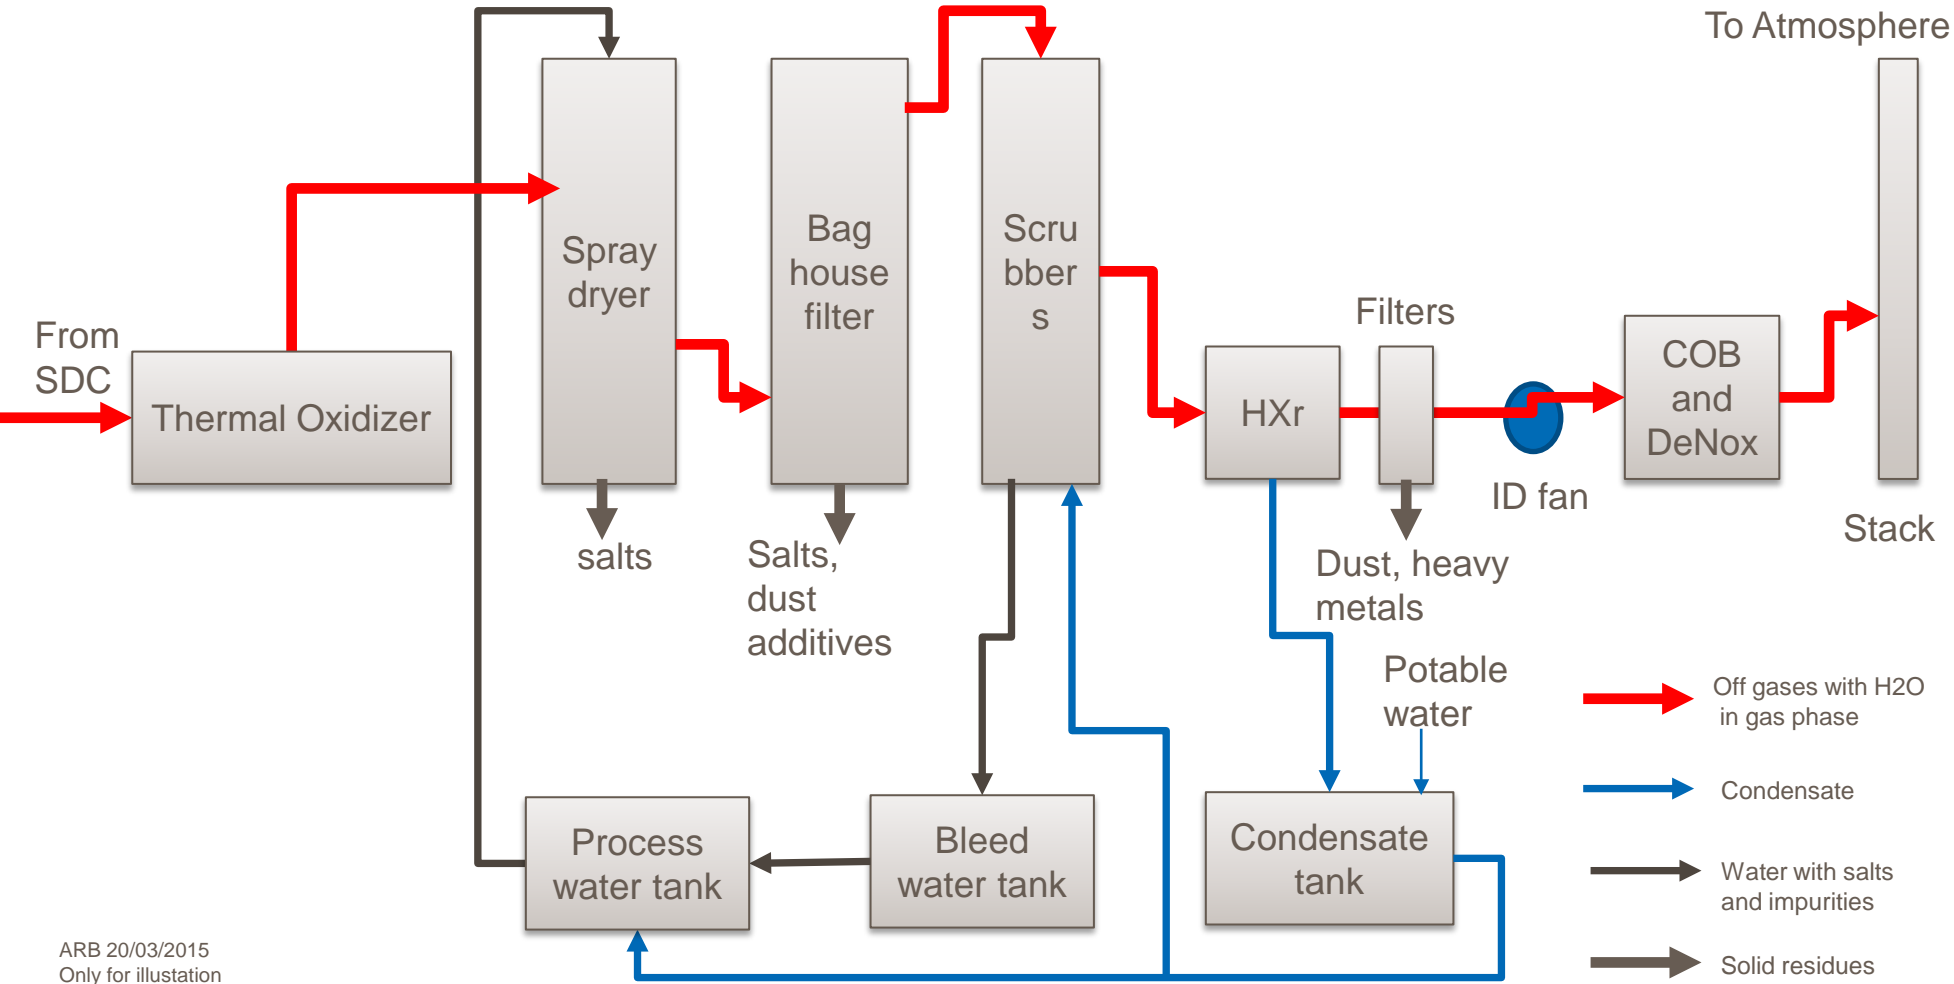 To Atmosphere
From
SDC
Thermal Oxidizer
Spray
dryer
salts
Bag
house
filter
Salts,
dust
additives
Scru
bber
s
HXr
Filters
Dust, heavy
metals
ID fan
COB
and
DeNox
Stack
Potable
water
Process
water tank
Bleed
water tank
Condensate
tank
Off gases with H2O
in gas phase
Condensate
Water with salts
and impurities
Solid residues
ARB 20/03/2015
Only for illustation